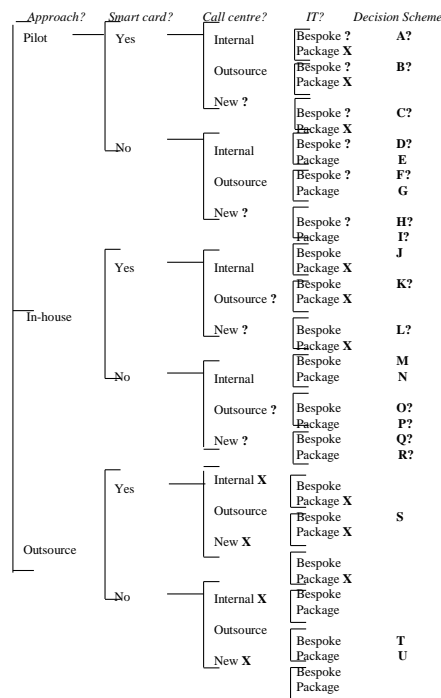 Approach? Smart card? Call centre? IT? Decision Scheme
Pilot Yes Internal Bespoke ? A?
Package X
Outsource Bespoke ? B?
Package X
New ?
Bespoke ? C?
Package X
No Internal Bespoke ? D?
Package E
Outsource Bespoke ? F?
Package G
New ?
Bespoke ? H?
Package I?
Yes Internal Bespoke J
Package X
Outsource ? Bespoke K?
Package X
In-house
New ? Bespoke L?
Package X
No Internal Bespoke M
Package N
Outsource ? Bespoke O?
Package P?
New ? Bespoke Q?
Package R?
Yes Internal X Bespoke
Package X
Outsource Bespoke S
Package X
Outsource New X
Bespoke
Package X
No Internal X Bespoke
Package
Outsource
Bespoke T
New X Package U
Bespoke
Package